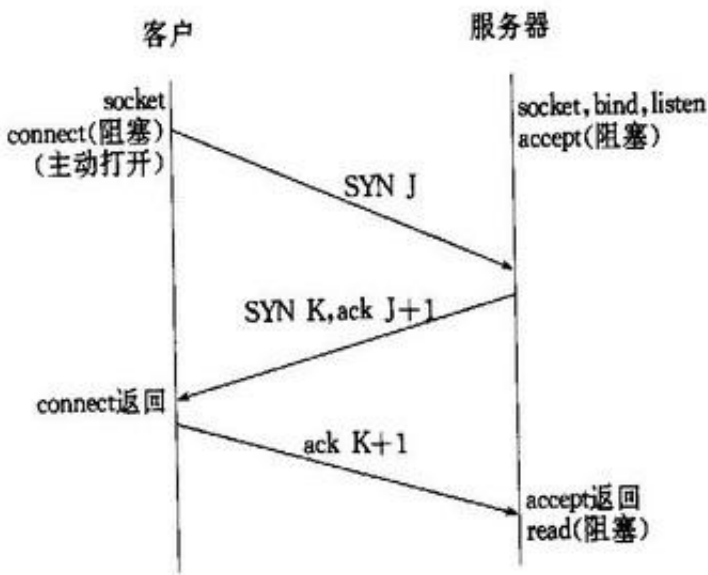 客户
服务器
socket
connect(阻塞)
(主动打开)
socket,bind,listen
accept(阻塞)
SYN J
SYN K,ack J+1
connect返回
ack K+1
accept返回
read(阻塞)